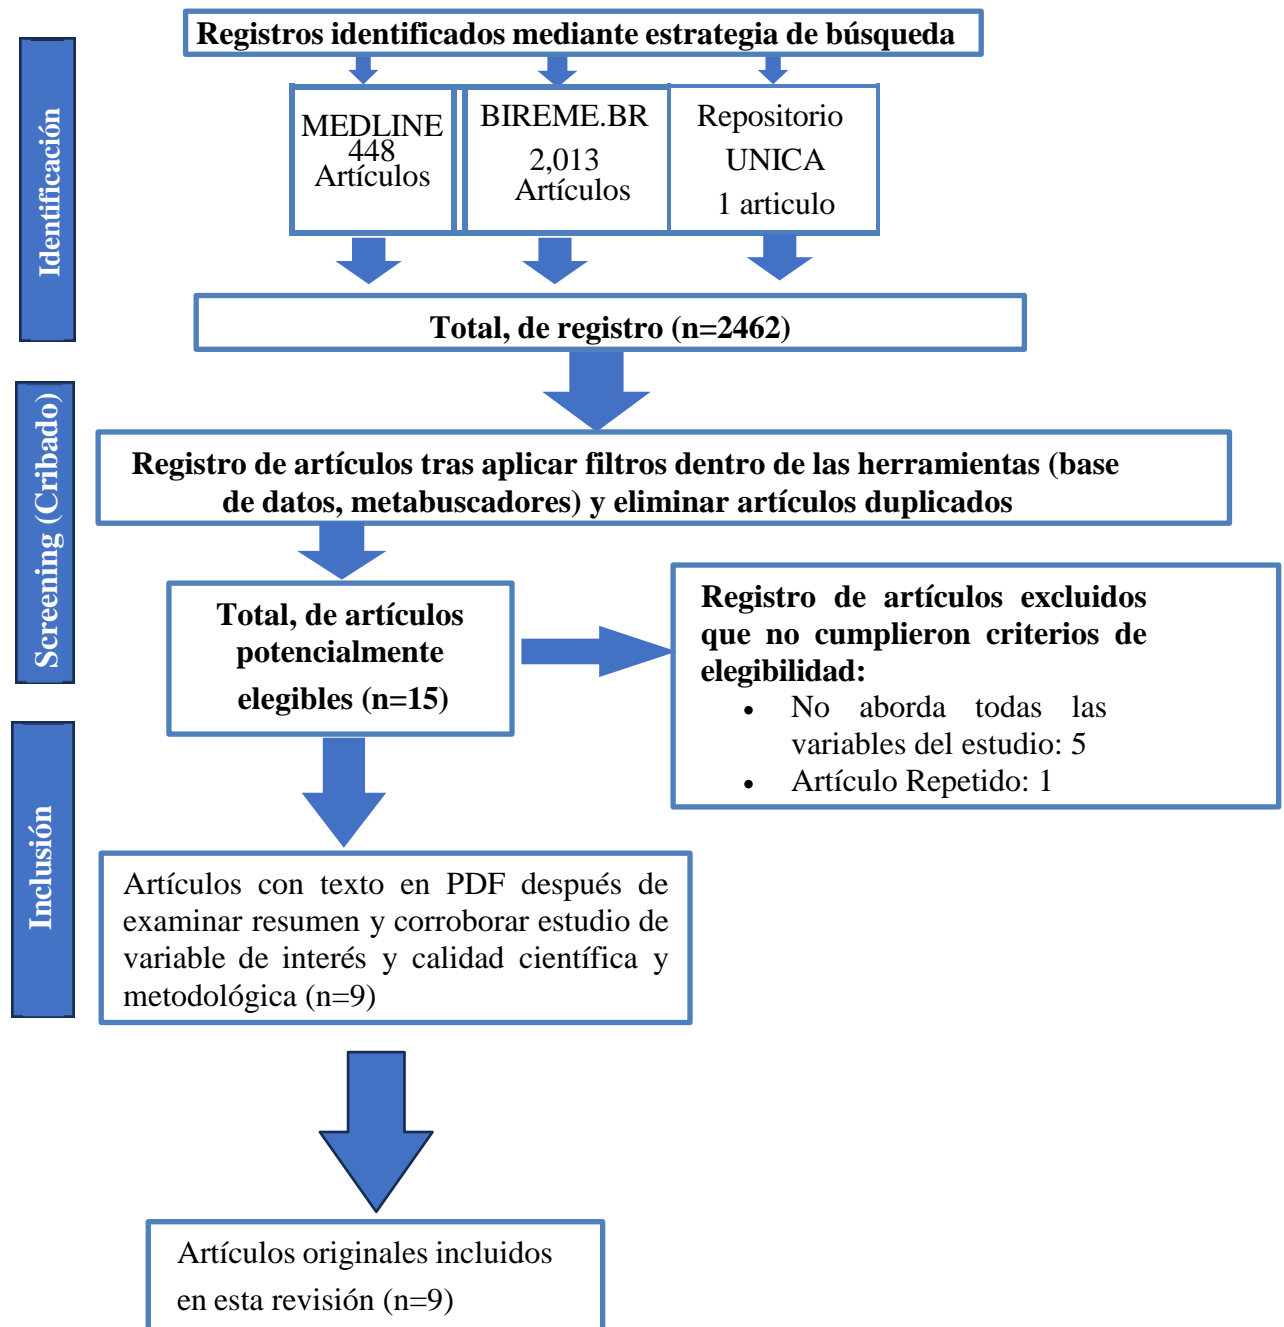 Registros identificados mediante estrategia de búsqueda
Identificación
MEDLINE
448
Artículos
BIREME.BR
2,013
Artículos
Repositorio
UNICA
1 articulo
Total, de registro (n=2462)
Screening (Cribado)
Registro de artículos tras aplicar filtros dentro de las herramientas (base
de datos, metabuscadores) y eliminar artículos duplicados
Total, de artículos
potencialmente
elegibles (n=15)
Registro de artículos excluidos
que no cumplieron criterios de
elegibilidad:
• No aborda todas las
variables del estudio: 5
• Artículo Repetido: 1
Inclusión
Artículos con texto en PDF después de
examinar resumen y corroborar estudio de
variable de interés y calidad científica y
metodológica (n=9)
Artículos originales incluidos
en esta revisión (n=9)